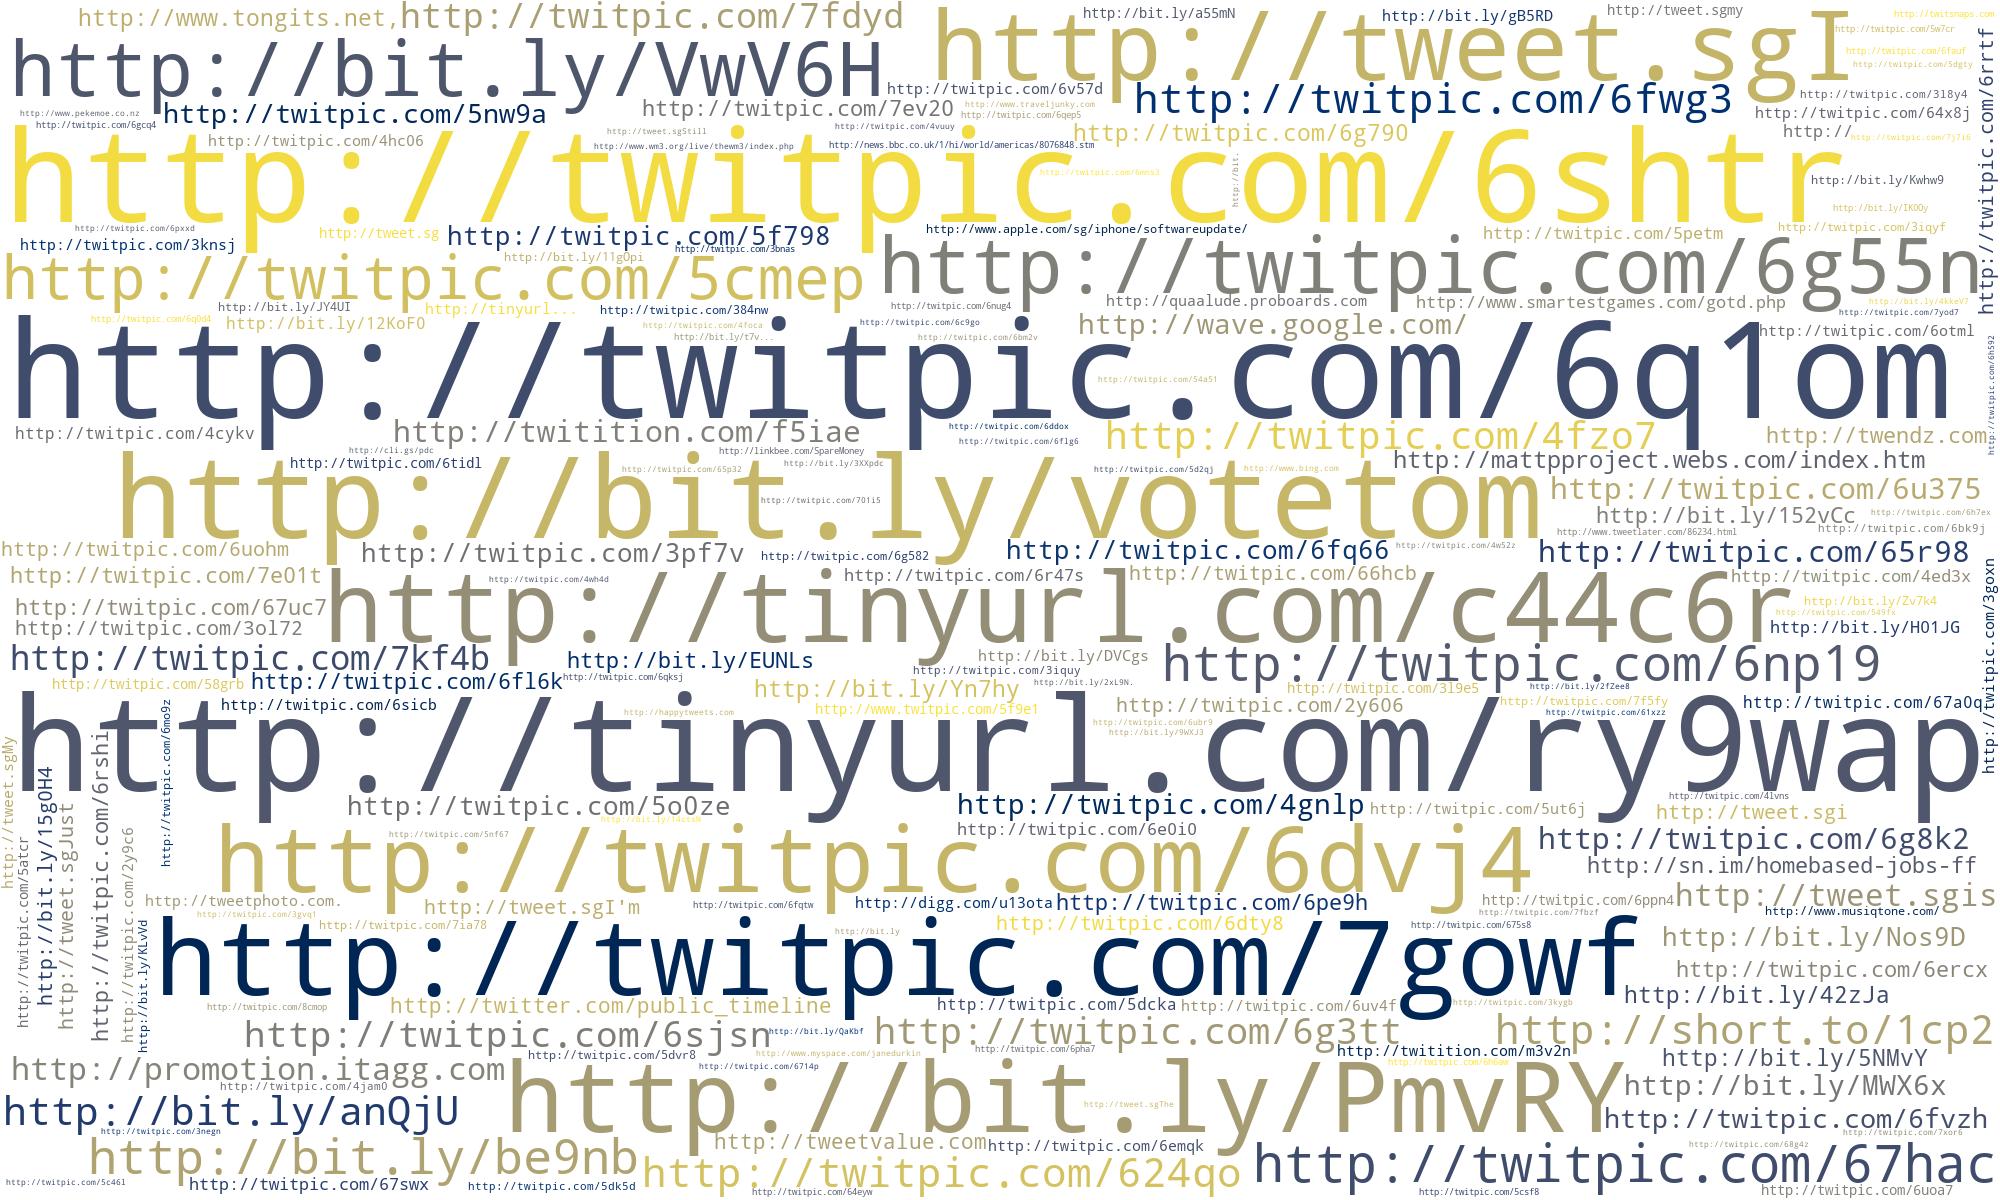 http://www.tongits.net,
http://twitpic.com/7fdyd
http://bit.ly/a55mN
http://bit.ly/gB5RD
http://tweet.sgmy
http://twitsnaps.com
http://tweet.sgI
http://twitpic.com/5w7cr
http://twitpic.com/6fauf
http://twitpic.com/5dgiy
http://bit.ly/VwV6H
http://twitpic.com/6v57d
http://twitpic.com/6fwg3
http://twitpic.com/3l8y4
http://twitpic.com/6rrtf
http://www.pekemoe.co.nz
http://twitpic.com/5nw9a
http://twitpic.com/7ev20
http://www.traveljunky.com
http://twitpic.com/6qep5
http://twitpic.com/64x8j
http://twitpic.com/6gcq4
http://twitpic.com/4hc06
http://tweet.sgStill
http://twitpic.com/4vuuy
http://twitpic.com/6g790
http://
http://twitpic.com/7j7i6
http://www.wm3.org/live/thewm3/index.php
http://news.bbc.co.uk/1/hi/world/americas/8076848.stm
http://twitpic.com/6shtr
http://twitpic.com/6nns3
http://bit.
http://bit.ly/Kwhw9
http://bit.ly/IKOQy
http://twitpic.com/6pxxd
http://tweet.sg
http://twitpic.com/5f798
http://www.apple.com/sg/iphone/softwareupdate/
http://twitpic.com/5petm
http://twitpic.com/3iqyf
http://twitpic.com/3knsj
http://twitpic.com/3bnas
http://bit.ly/11gOpi
http://twitpic.com/5cmep
http://twitpic.com/6g55n
http://bit.ly/JY4UI
http://tinyurl...
http://twitpic.com/384nw
http://twitpic.com/6nug4
http://quaalude.proboards.com
http://www.smartestgames.com/gotd.php
http://bit.ly/4kkeV7
http://twitpic.com/7yod7
http://twitpic.com/6q0d4
http://bit.ly/12KoF0
http://twitpic.com/4foca
http://twitpic.com/6c9go
http://wave.google.com/
http://twitpic.com/6otml
http://bit.ly/t7v...
http://twitpic.com/6bm2v
http://twitpic.com/6h592
http://twitpic.com/6q1om
http://twitpic.com/54a51
http://twitpic.com/4cykv
http://twitition.com/f5iae
http://twitpic.com/6ddox
http://twitpic.com/4fzo7
http://twendz.com
http://cli.gs/pdc
http://linkbee.com/5pareMoney
http://twitpic.com/6flg6
http://twitpic.com/6tidl
http://twitpic.com/65p32
http://bit.ly/3XXpdc
http://twitpic.com/5d2qj
http://www.bing.com
http://mattpproject.webs.com/index.htm
http://bit.ly/votetom
http://twitpic.com/701i5
http://twitpic.com/6u375
http://bit.ly/152vCc
http://twitpic.com/6h7ex
http://www.tweetlater.com/86234.html
http://twitpic.com/6bk9j
http://twitpic.com/6uohm
http://twitpic.com/3pf7v
http://twitpic.com/6g582
http://twitpic.com/6fq66
http://twitpic.com/4w52z
http://twitpic.com/65r98
http://twitpic.com/7e01t
http://twitpic.com/4wh4d
http://twitpic.com/6r47s
http://twitpic.com/66hcb
http://twitpic.com/4ed3x
http://twitpic.com/3goxn
http://twitpic.com/67uc7
http://tinyurl.com/c44c6r
http://bit.ly/Zv7k4
http://twitpic.com/549fx
http://twitpic.com/3ol72
http://bit.ly/H01JG
http://twitpic.com/7kf4b
http://bit.ly/EUNLs
http://bit.ly/DVCgs
http://twitpic.com/6np19
http://twitpic.com/3iquy
http://twitpic.com/58grb
http://twitpic.com/6fl6k
http://twitpic.com/6qksj
http://bit.ly/2xL9N.
http://bit.ly/Yn7hy
http://twitpic.com/3l9e5
http://bit.ly/2fZee8
http://twitpic.com/6mo9z
http://twitpic.com/6sicb
http://happytweets.com
http://www.twitpic.com/5f9e1
http://twitpic.com/2y6o6
http://twitpic.com/7f5fy
http://twitpic.com/61xzz
http://twitpic.com/67a0q
http://twitpic.com/6ubr9
http://bit.ly/9WXJ3
http://tinyurl.com/ry9wap
http://tweet.sgMy
http://twitpic.com/5atcr
http://bit.ly/15gOH4
http://tweet.sgJust
http://twitpic.com/6rshi
http://twitpic.com/2y9c6
http://bit.ly/KLvVd
http://twitpic.com/5o0ze
http://twitpic.com/4gnlp
http://twitpic.com/5ut6j
http://twitpic.com/4lvns
http://tweet.sgi
http://twitpic.com/5nf67
http://twitpic.com/6e0i0
http://twitpic.com/6dvj4
http://twitpic.com/6g8k2
http://sn.im/homebased-jobs-ff
http://tweetphoto.com.
http://tweet.sgI'm
http://twitpic.com/6fqtw
http://digg.com/u13ota
http://twitpic.com/6pe9h
http://twitpic.com/6ppn4
http://tweet.sgis
http://twitpic.com/3gvq1
http://twitpic.com/7ia78
http://bit.ly
http://twitpic.com/6dty8
http://twitpic.com/675s8
http://twitpic.com/7fbzf
http://www.musiqtone.com/
http://twitpic.com/7gowf
http://bit.ly/Nos9D
http://twitpic.com/6ercx
http://twitpic.com/8cmop
http://twitter.com/public_timeline
http://twitpic.com/5dcka
http://twitpic.com/6uv4f
http://twitpic.com/3kygb
http://bit.ly/42zJa
http://twitpic.com/6sjsn
http://bit.ly/QaKbf
http://twitpic.com/6g3tt
http://short.to/1cp2
http://promotion.itagg.com
http://twitpic.com/5dvr8
http://www.myspace.com/janedurkin
http://twitpic.com/6pha7
http://twitition.com/m3v2n
http://bit.ly/5NMvY
http://twitpic.com/6714p
http://twitpic.com/4jam0
http://bit.ly/PmvRY
http://tweet.sgThe
http://bit.ly/MWX6x
http://bit.ly/anQjU
http://twitpic.com/6fvzh
http://twitpic.com/3negn
http://twitpic.com/7xor6
http://bit.ly/be9nb
http://tweetvalue.com
http://twitpic.com/6emqk
http://twitpic.com/67hac
http://twitpic.com/68g4z
http://twitpic.com/5c46l
http://twitpic.com/67swx
http://twitpic.com/5dk5d
http://twitpic.com/624qo
http://twitpic.com/64eyw
http://twitpic.com/5csf8
http://twitpic.com/6uoa7